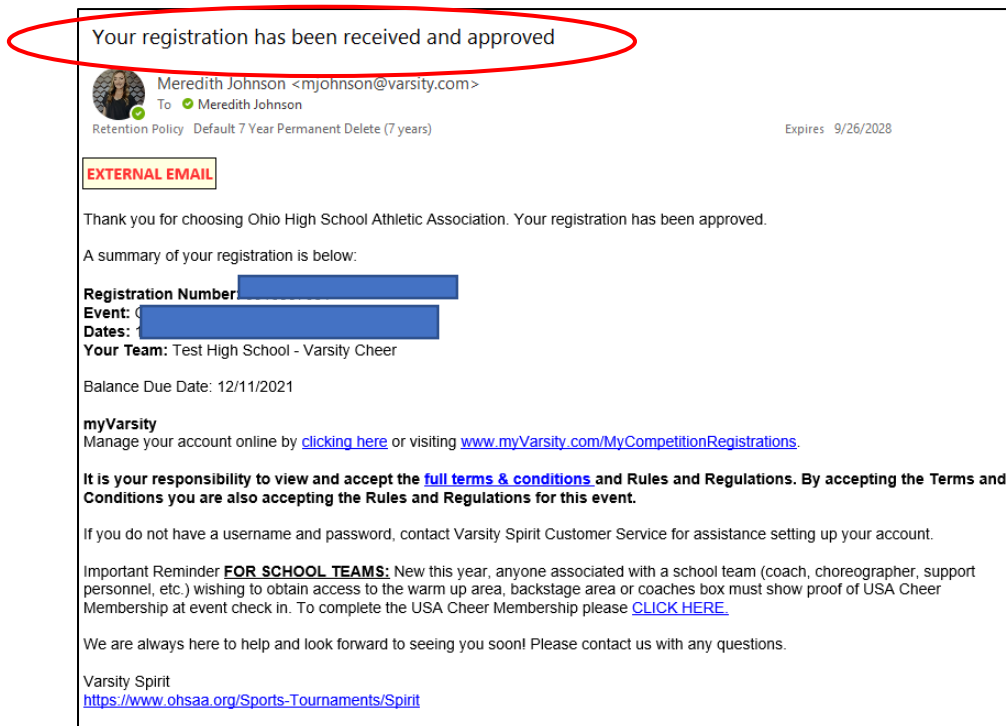 Your registration has been received and approved
Meredith Johnson <mjohnson@varsity.com>
To Meredith Johnson
Retention Policy Default 7 Year Permanent Delete (7 years) Expires 9/26/2028
EXTERNAL EMAIL
Thank you for choosing Ohio High School Athletic Association. Your registration has been approved.
A summary of your registration is below:
Registration Number:
Event:
Dates:
Your Team: Test High School - Varsity Cheer
Balance Due Date: 12/11/2021
myVarsity
Manage your account online by clicking here or visiting www.myVarsity.com/MyCompetitionRegistrations.
It is your responsibility to view and accept the full terms & conditions and Rules and Regulations. By accepting the Terms and
Conditions you are also accepting the Rules and Regulations for this event.
If you do not have a username and password, contact Varsity Spirit Customer Service for assistance setting up your account.
Important Reminder FOR SCHOOL TEAMS: New this year, anyone associated with a school team (coach, choreographer, support
personnel, etc.) wishing to obtain access to the warm up area, backstage area or coaches box must show proof of USA Cheer
Membership at event check in. To complete the USA Cheer Membership please CLICK HERE.
We are always here to help and look forward to seeing you soon! Please contact us with any questions.
Varsity Spirit
https://www.ohsaa.org/Sports-Tournaments/Spirit